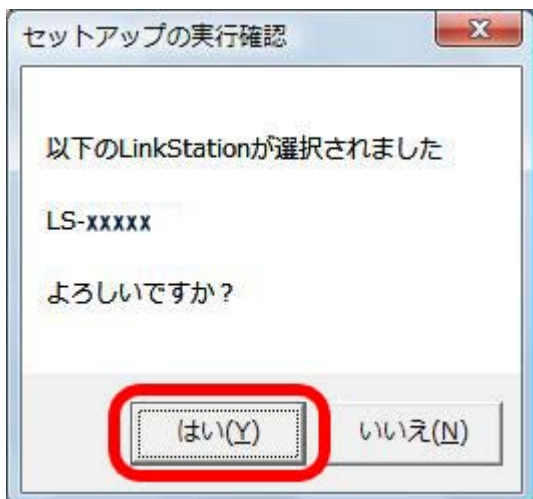 セットアップの実行確認
以下のLinkStationが選択されました
LS-xxxxx
よろしいですか？
はい(Y)
いいえ(N)